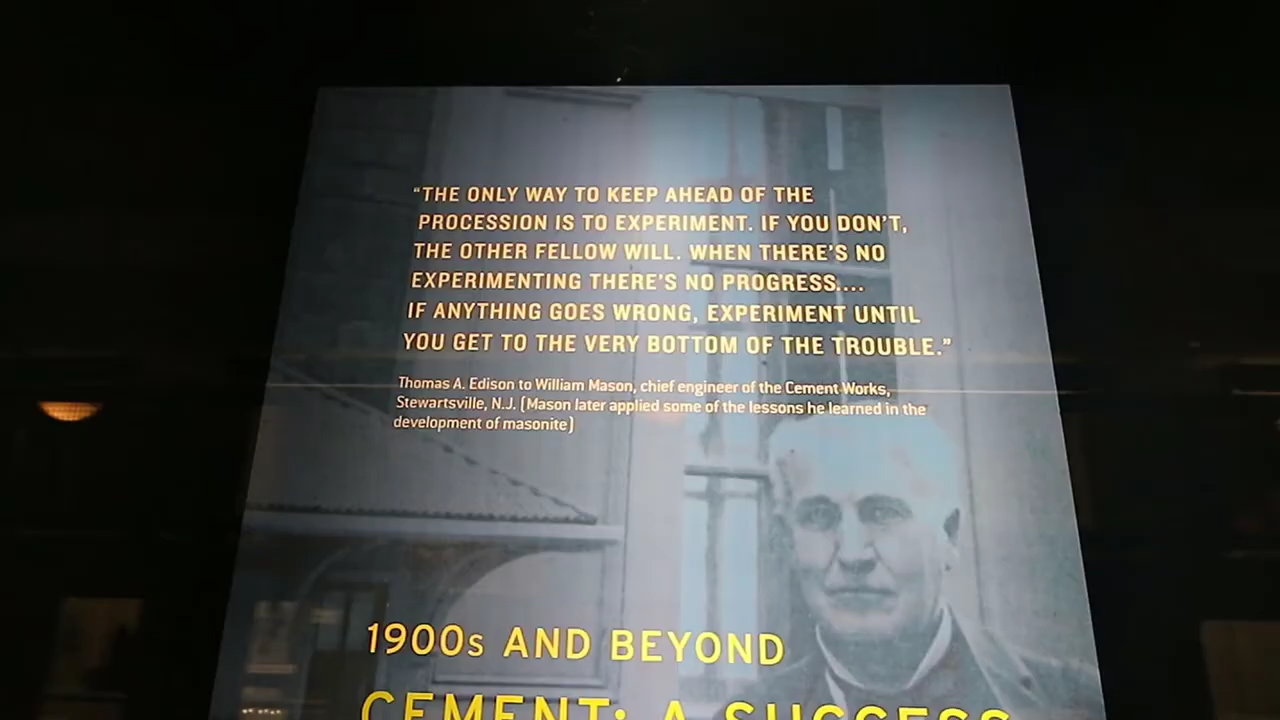 “THE ONLY WAY TO KEEP AHEAD OF THE
PROCESSION IS TO EXPERIMENT. IF YOU DON’T,
THE OTHER FELLOW WILL. WHEN THERE’S NO
EXPERIMENTING THERE’S NO PROGRESS....
IF ANYTHING GOES WRONG, EXPERIMENT UNTIL
YOU GET TO THE VERY BOTTOM OF THE TROUBLE.”
Thomas A. Edison to William Mason, chief engineer of the Cement Works,
Stewartsville, N.J. (Mason later applied some of the lessons he learned in the
development of masonite)
1900s AND BEYOND
CEMENT: A SUCCESS